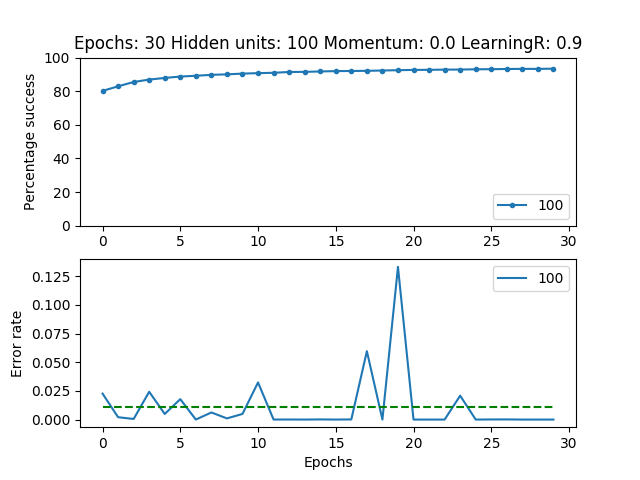 Epochs: 30 Hidden units: 100 Momentum: 0.0 LearningR: 0.9
100
80
60
40
20
0
Percentage success
100
0 5 10 15 20 25 30
0.125
0.100
0.075
0.050
0.025
0.000
Error rate
100
0 5 10 15 20 25 30
Epochs